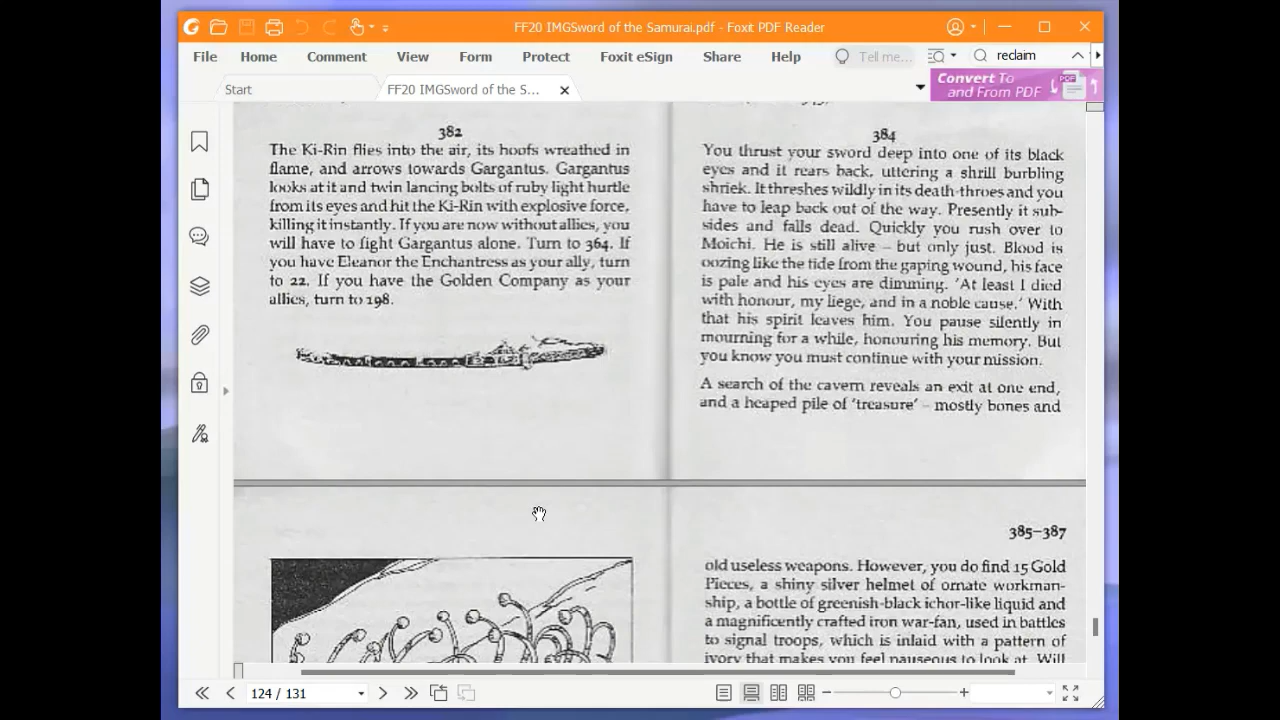 FF20 IMGSword of the Samurai.pdf - Foxit PDF Reader
File Home Comment View Form Protect Foxit eSign Share Help Tell me... reclaim
Start FF20 IMGSword of the S...
Convert To
and From PDF
PDF
382
The Ki-Rin flies into the air, its hoofs wreathed in
flame, and arrows towards Gargantus. Gargantus
looks at it and twin lancing bolts of ruby light hurtle
from its eyes and hit the Ki-Rin with explosive force,
killing it instantly. If you are now without allies, you
will have to fight Gargantus alone. Turn to 364. If
you have Eleanor the Enchantress as your ally, turn
to 22. If you have the Golden Company as your
allies, turn to 198.
384
You thrust your sword deep into one of its black
eyes and it rears back, uttering a shrill burbling
shriek. It threshes wildly in its death-throes and you
have to leap back out of the way. Presently it sub-
sides and falls dead. Quickly you rush over to
Moichi. He is still alive – but only just. Blood is
oozing like the tide from the gaping wound, his face
is pale and his eyes are dimming. 'At least I died
with honour, my liege, and in a noble cause.' With
that his spirit leaves him. You pause silently in
mourning for a while, honouring his memory. But
you know you must continue with your mission.
A search of the cavern reveals an exit at one end,
and a heaped pile of 'treasure' – mostly bones and
385–387
old useless weapons. However, you do find 15 Gold
Pieces, a shiny silver helmet of ornate workman-
ship, a bottle of greenish-black ichor-like liquid and
a magnificently crafted iron war-fan, used in battles
to signal troops, which is inlaid with a pattern of
ivory that makes you feel nauseous to look at. Will
124 / 131